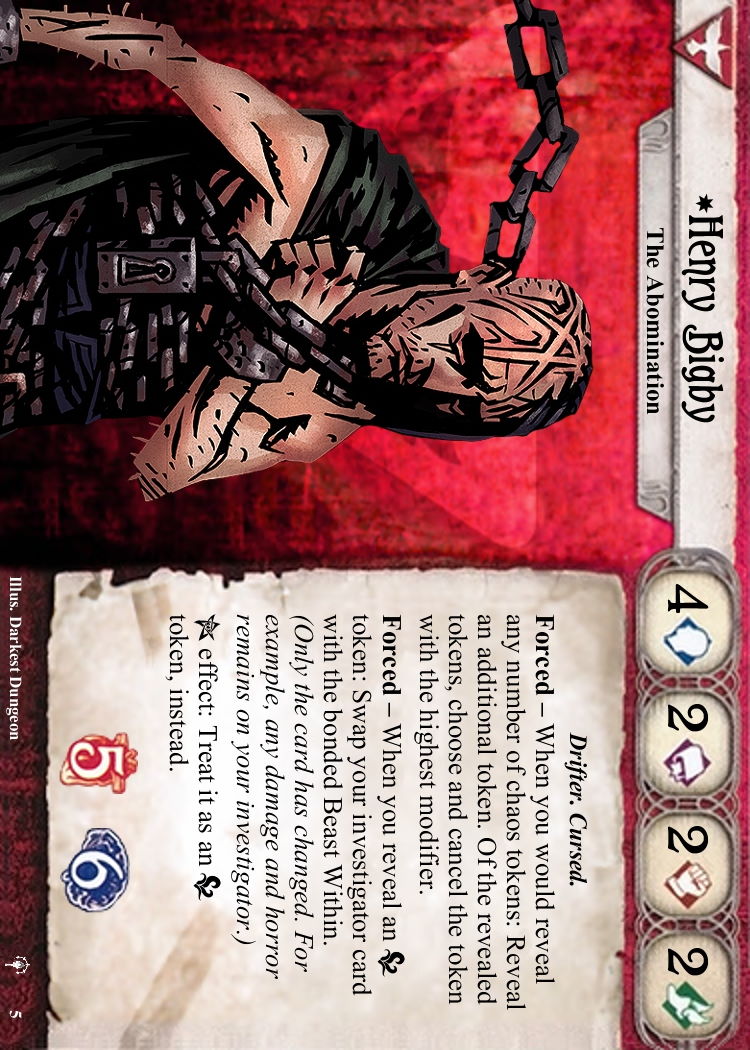 *Henry Bigby
The Abomination
4 2 2 2
Drifter. Cursed.
Forced – When you would reveal
any number of chaos tokens: Reveal
an additional token. Of the revealed
tokens, choose and cancel the token
with the highest modifier.
Forced – When you reveal an
token: Swap your investigator card
with the bonded Beast Within.
(Only the card has changed. For
example, any damage and horror
remains on your investigator.)
effect: Treat it as an
token, instead.
5 6
Illus. Darkest Dungeon
5